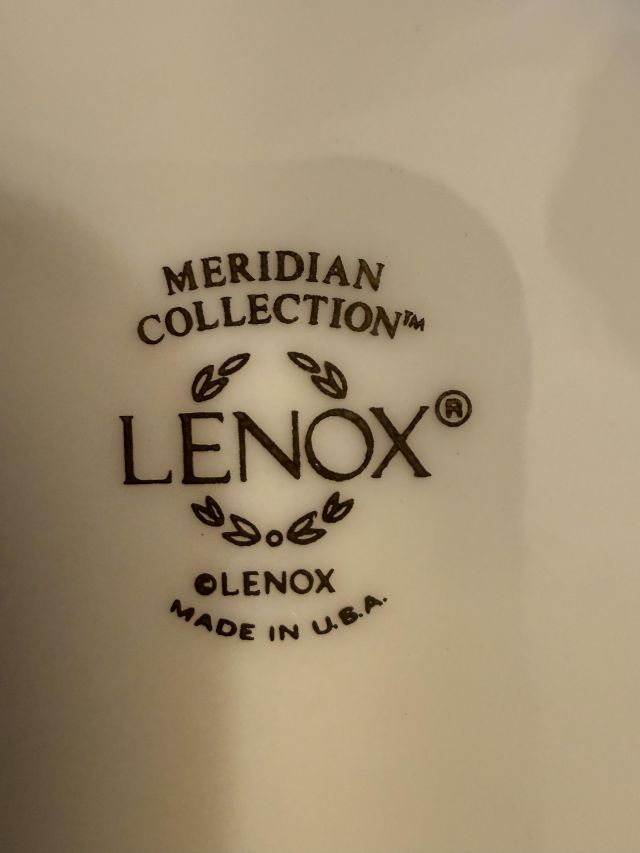 MERIDIAN
COLLECTION™
LENOX®
©LENOX
MADE IN U.S.A.